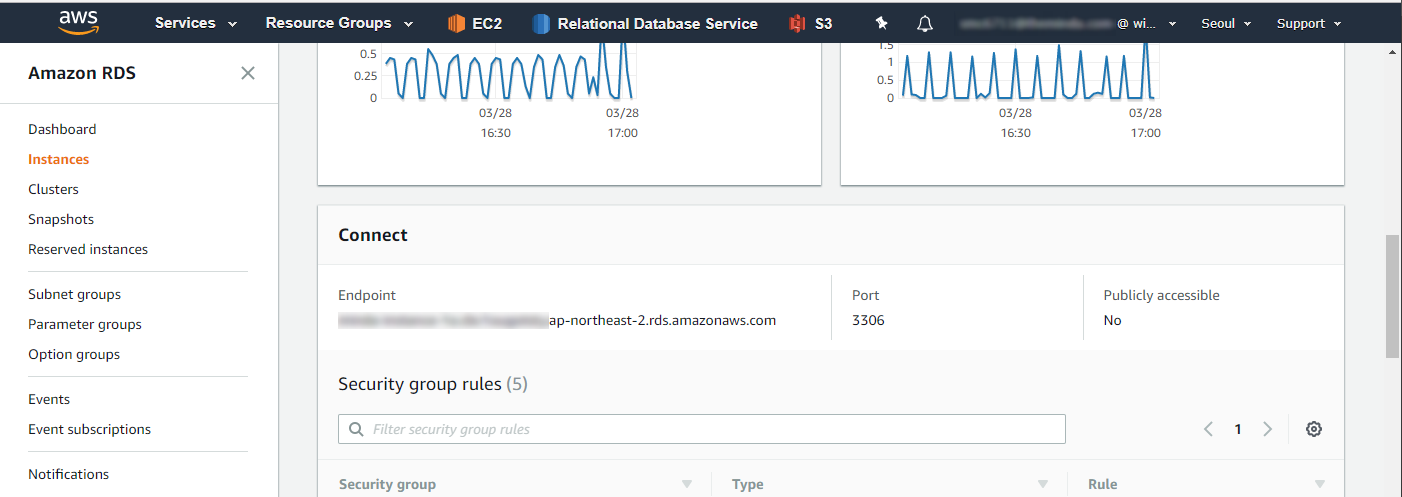 aws
Services
Resource Groups
EC2
Relational Database Service
S3
@ wi...
Seoul
Support
Amazon RDS
Dashboard
Instances
Clusters
Snapshots
Reserved instances
Subnet groups
Parameter groups
Option groups
Events
Event subscriptions
Notifications
0.5
0.25
0
03/28
16:30
03/28
17:00
1.5
1
0.5
0
03/28
16:30
03/28
17:00
Connect
Endpoint
ap-northeast-2.rds.amazonaws.com
Port
3306
Publicly accessible
No
Security group rules (5)
Filter security group rules
1
Security group
Type
Rule